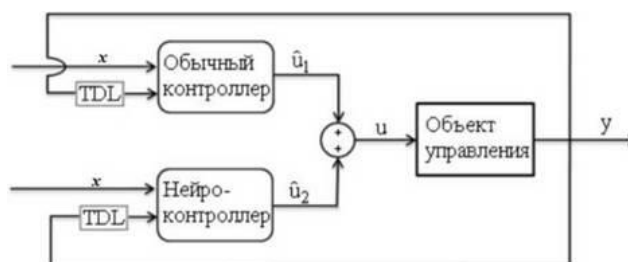 x
Обычный
контроллер
TDL
û₁
+
+
u
Объект
управления
y
x
Нейро-
контроллер
TDL
û₂